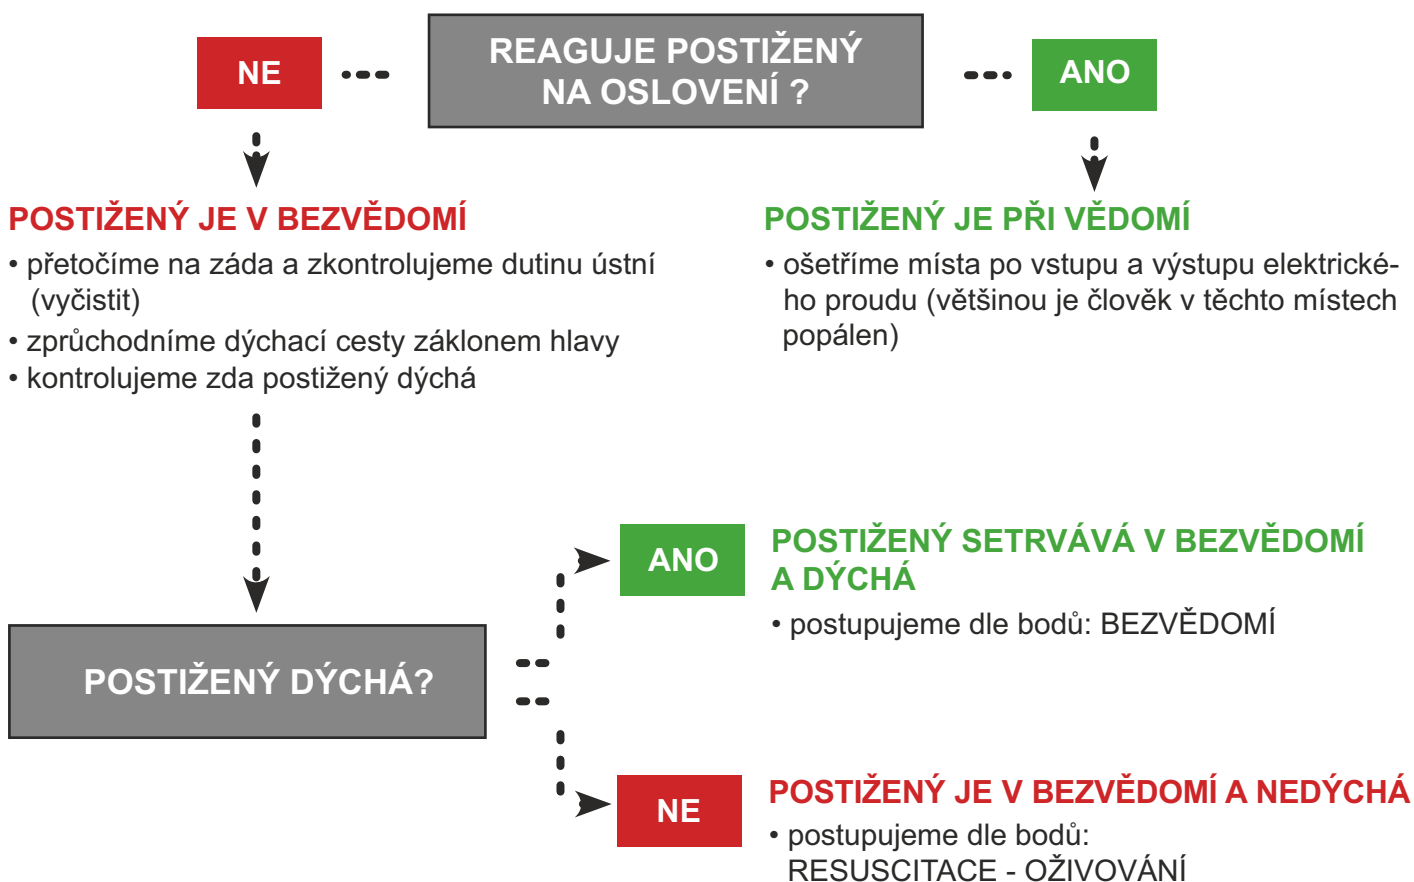 REAGUJE POSTIŽENÝ
NA OSLOVENÍ ?
NE
ANO
POSTIŽENÝ JE V BEZVĚDOMÍ
• přetočíme na záda a zkontrolujeme dutinu ústní
(vyčistit)
• zprůchodníme dýchací cesty záklonem hlavy
• kontrolujeme zda postižený dýchá
POSTIŽENÝ JE PŘI VĚDOMÍ
• ošetříme místa po vstupu a výstupu elektrické-
ho proudu (většinou je člověk v těchto místech
popálen)
POSTIŽENÝ DÝCHÁ?
ANO
POSTIŽENÝ SETRVÁVÁ V BEZVĚDOMÍ
A DÝCHÁ
• postupujeme dle bodů: BEZVĚDOMÍ
NE
POSTIŽENÝ JE V BEZVĚDOMÍ A NEDÝCHÁ
• postupujeme dle bodů:
RESUSCITACE - OŽIVOVÁNÍ